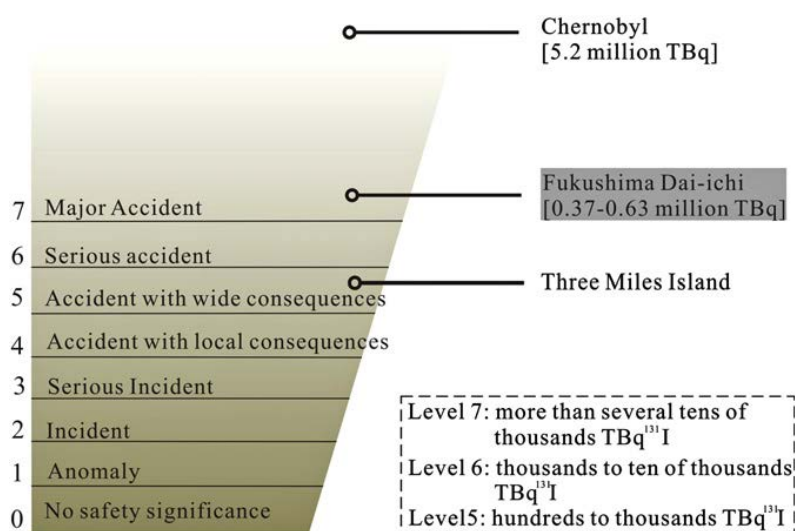 Chernobyl
[5.2 million TBq]
Fukushima Dai-ichi
[0.37-0.63 million TBq]
7 Major Accident
6 Serious accident
Three Miles Island
5 Accident with wide consequences
4 Accident with local consequences
3 Serious Incident
2 Incident
1 Anomaly
0 No safety significance
Level 7: more than several tens of
thousands TBq¹³¹I
Level 6: thousands to ten of thousands
TBq¹³¹I
Level5: hundreds to thousands TBq¹³¹I